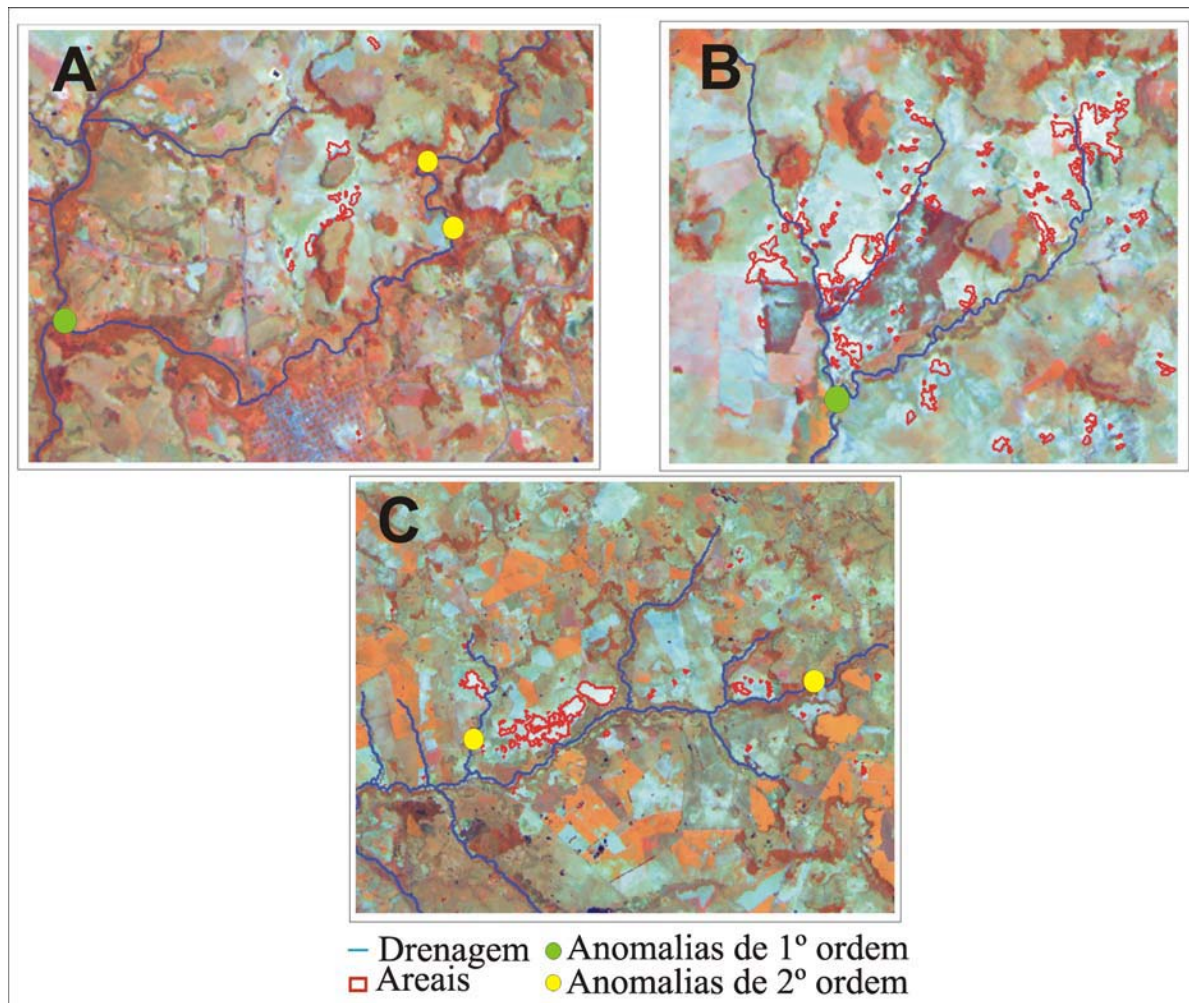 A
B
C
Drenagem
Anomalias de 1º ordem
Areais
Anomalias de 2º ordem